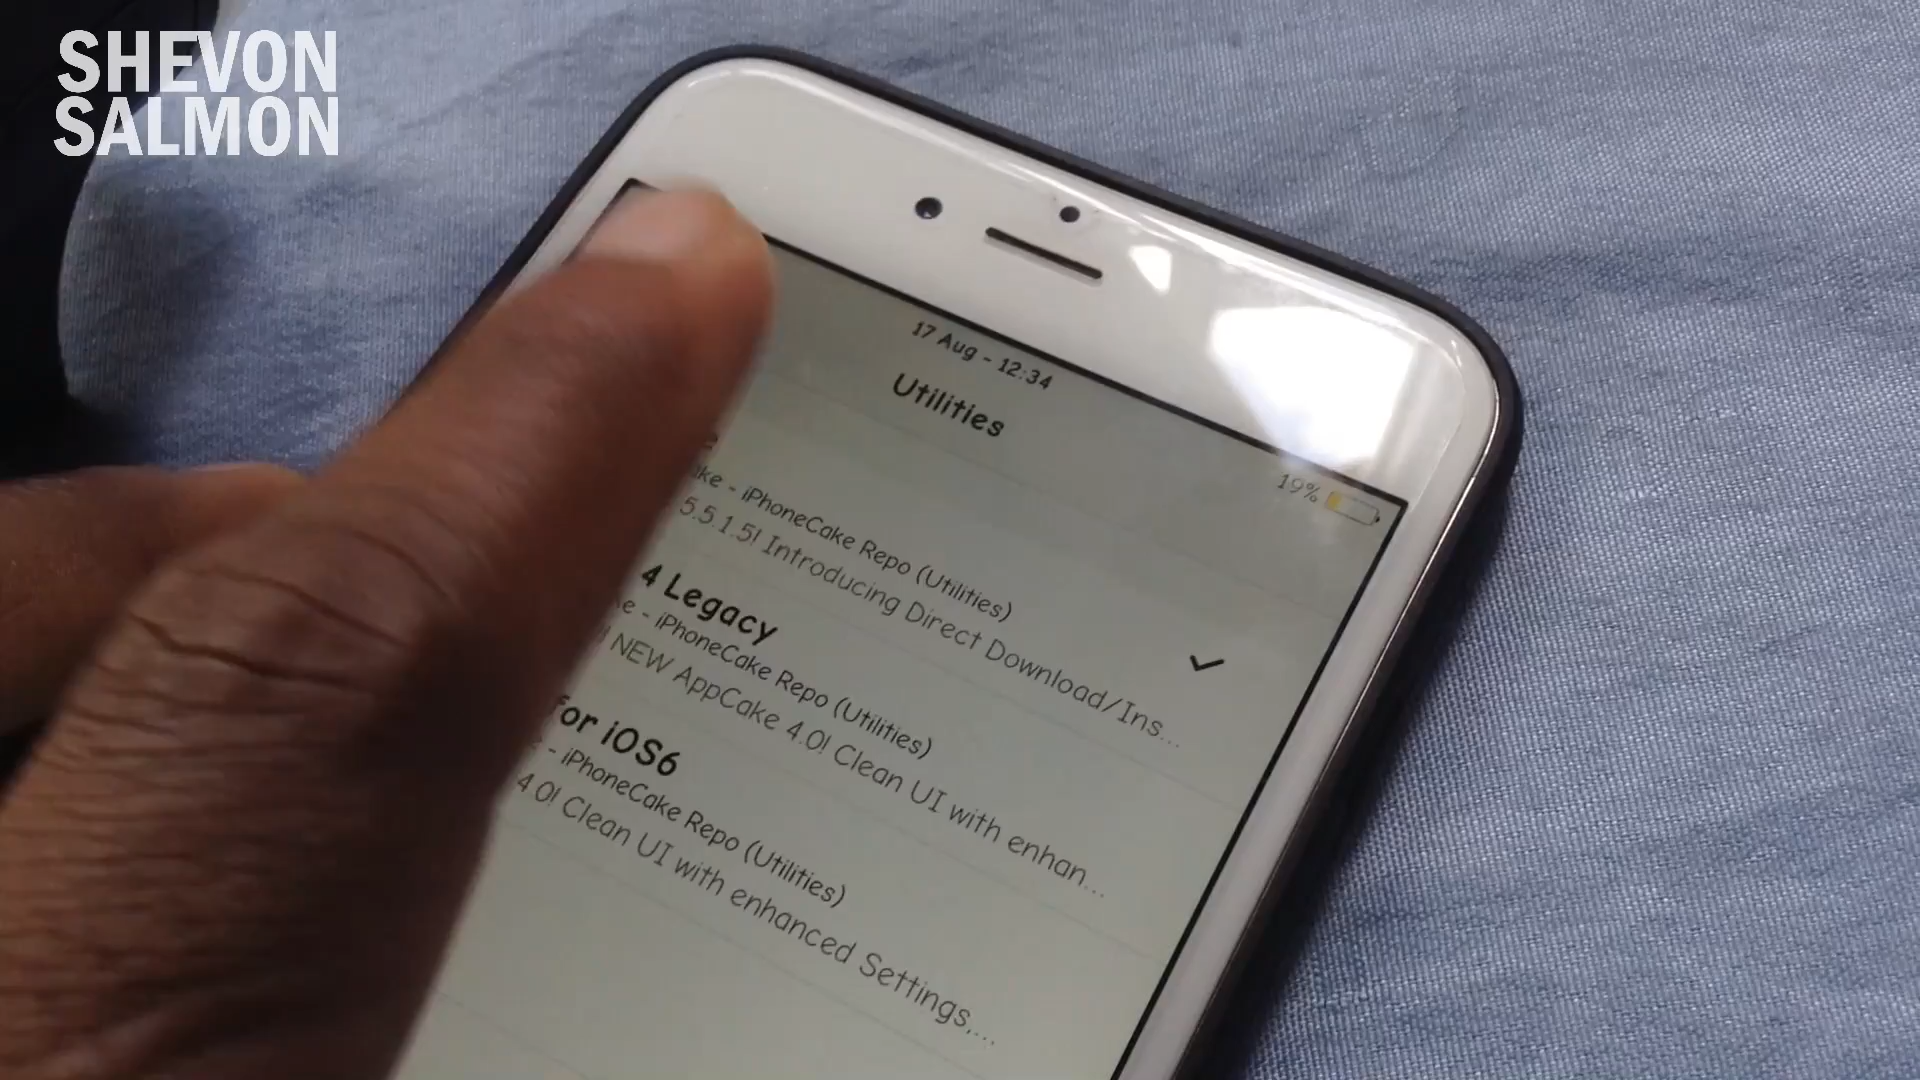 SHEVON
SALMON
17 Aug - 12:34
Utilities
19%
- iPhoneCake Repo (Utilities)
5.5.1.5! Introducing Direct Download/Ins...
4 Legacy
- iPhoneCake Repo (Utilities)
NEW AppCake 4.0! Clean UI with enhan...
for iOS6
- iPhoneCake Repo (Utilities)
4.0! Clean UI with enhanced Settings,...